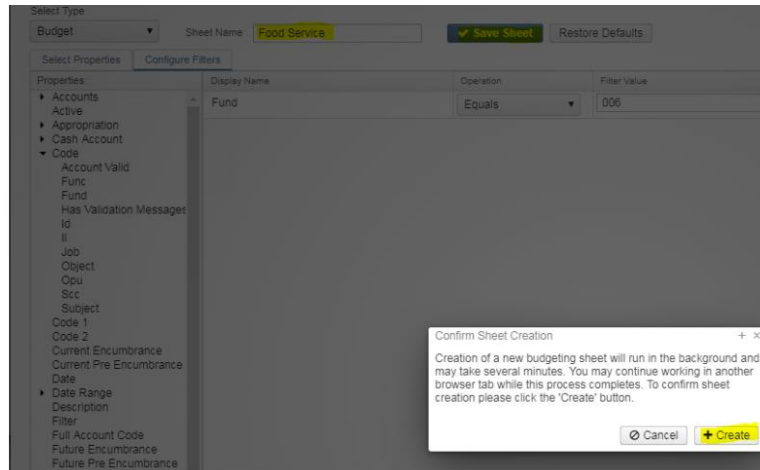 Select Type
Budget Sheet Name Food Service Save Sheet Restore Defaults
Select Properties Configure Filters
Properties Display Name Operation Filter Value
Accounts Fund Equals 006
Active
Appropriation
Cash Account
Code
Account Valid
Func
Fund
Has Validation Messages
Id
Il
Job
Object
Opu
Scc
Subject
Code 1
Code 2
Current Encumbrance
Current Pre Encumbrance
Date
Date Range
Description
Filter
Full Account Code
Future Encumbrance
Future Pre Encumbrance
Confirm Sheet Creation
Creation of a new budgeting sheet will run in the background and
may take several minutes. You may continue working in another
browser tab while this process completes. To confirm sheet
creation please click the 'Create' button.
Cancel + Create